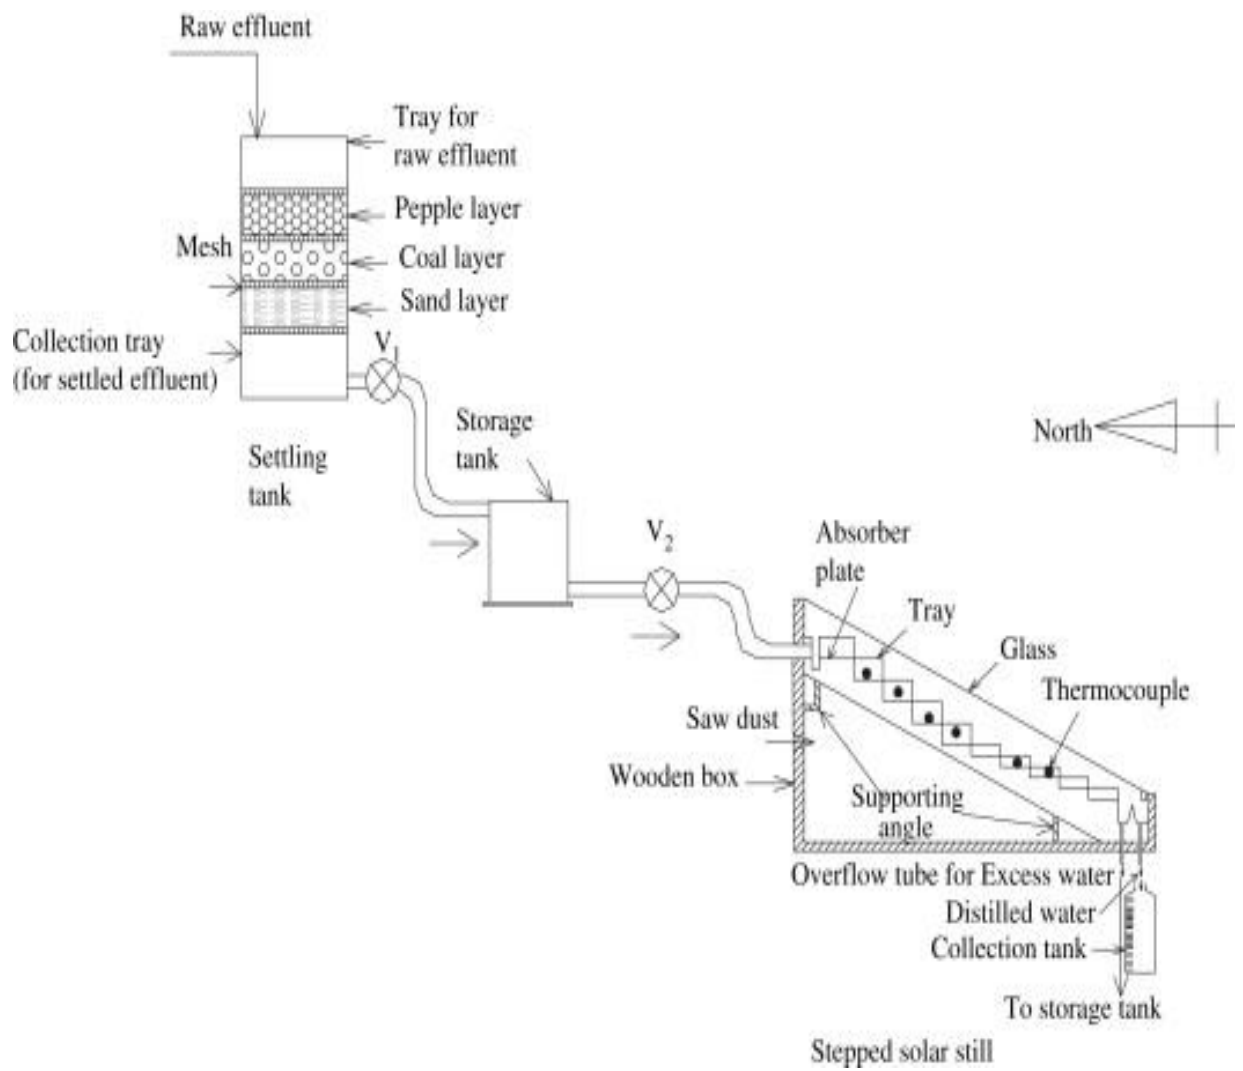 Raw effluent
Tray for
raw effluent
Pepple layer
Mesh
Coal layer
Sand layer
Collection tray
(for settled effluent)
V1
Settling
tank
Storage
tank
North
V2
Absorber
plate
Tray
Glass
Thermocouple
Saw dust
Wooden box
Supporting
angle
Overflow tube for Excess water
Distilled water
Collection tank
To storage tank
Stepped solar still